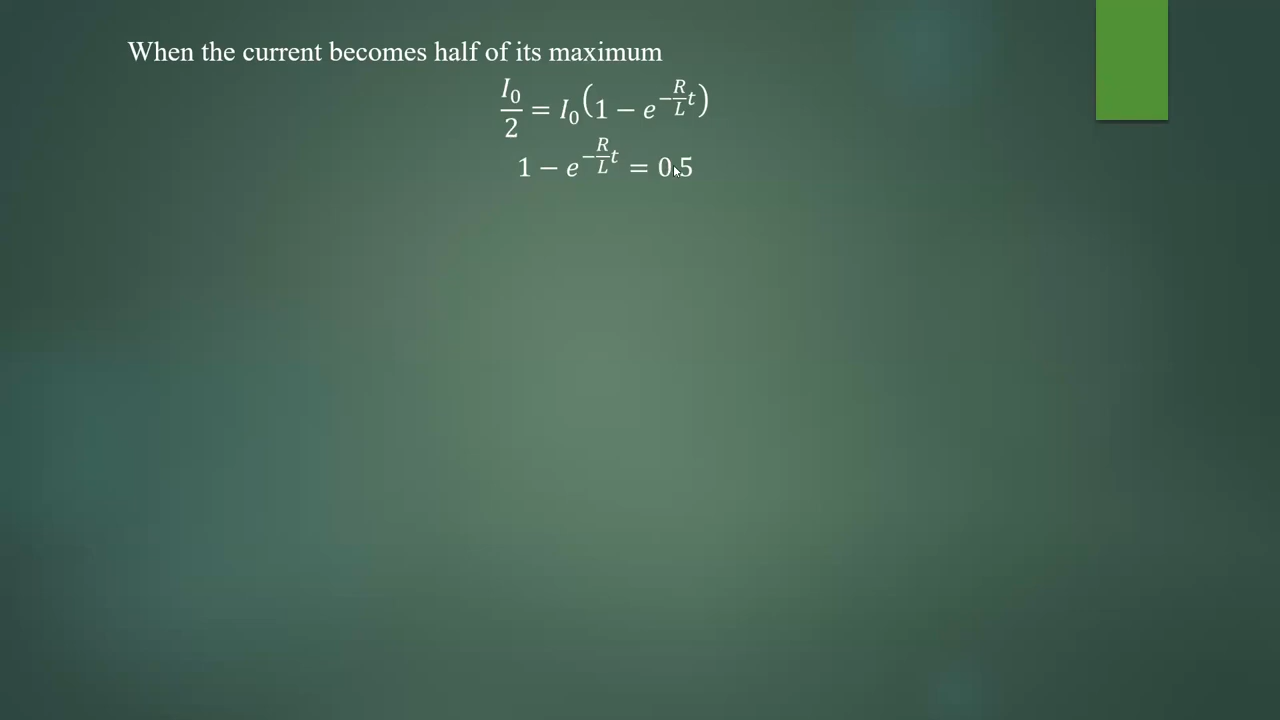 When the current becomes half of its maximum
I₀/2 = I₀(1 − e^(−(R/L)t))
1 − e^(−(R/L)t) = 0.5